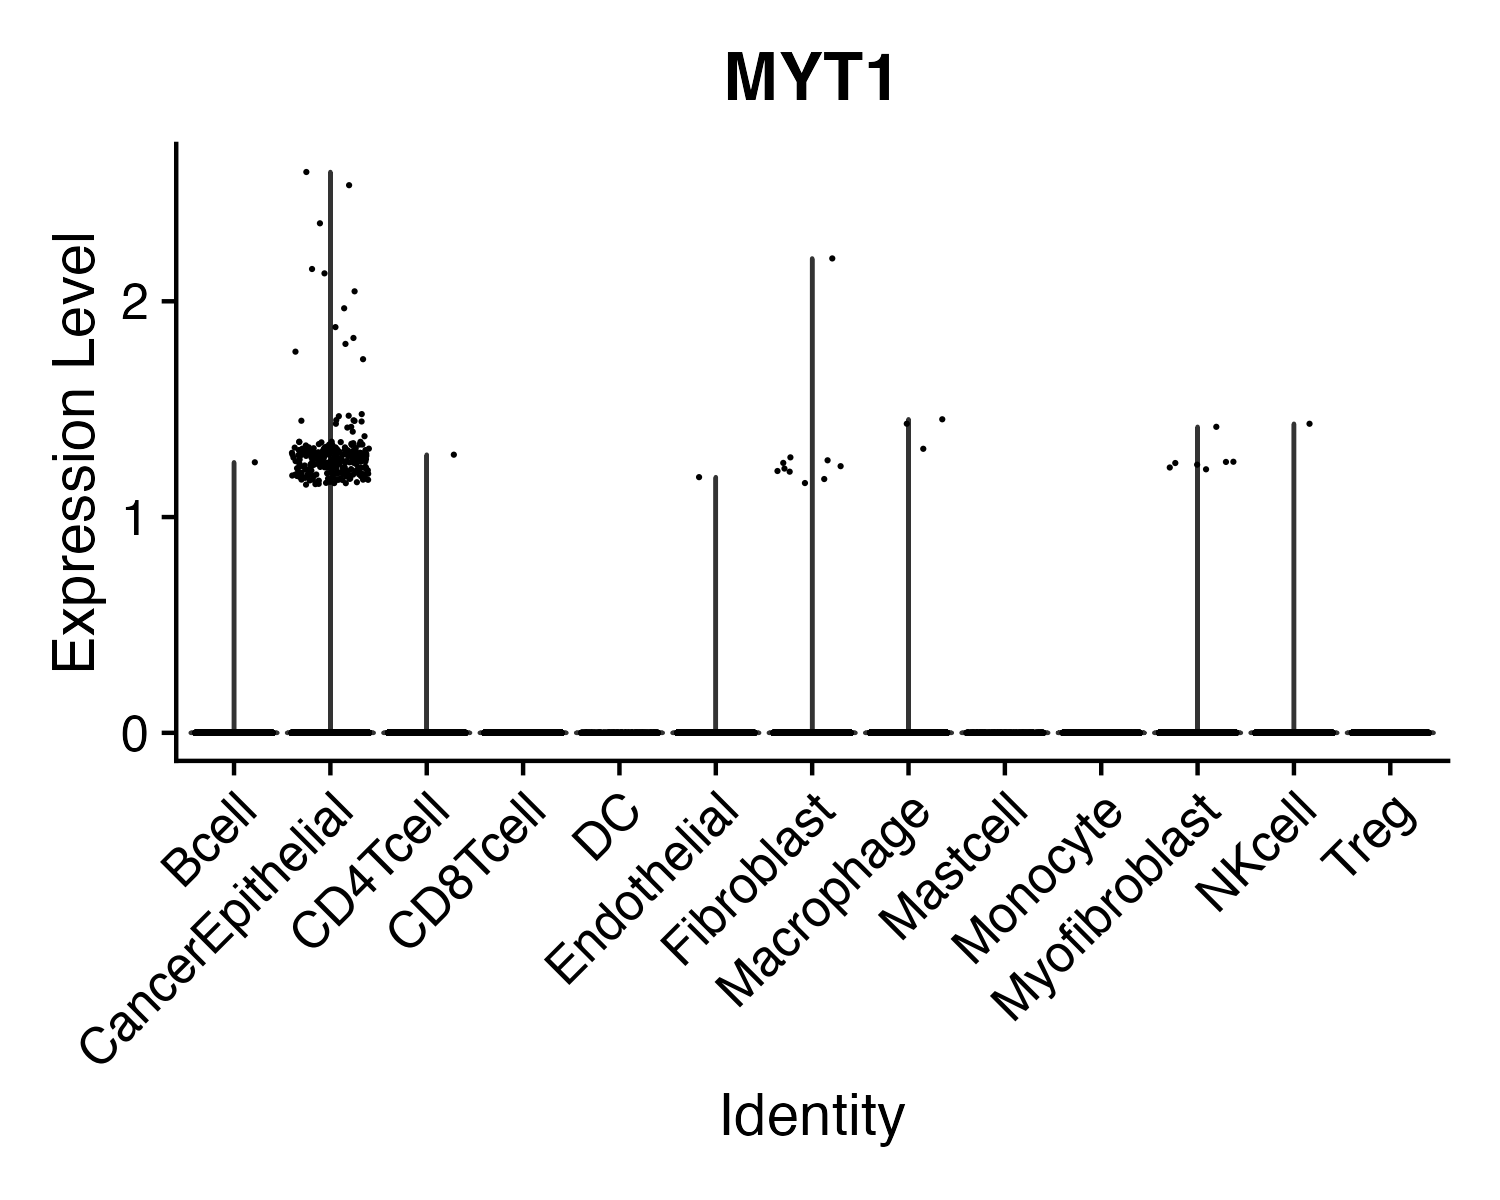 MYT1
Expression Level
2
1
0
Bcell
CancerEpithelial
CD4Tcell
CD8Tcell
DC
Endothelial
Fibroblast
Macrophage
Mastcell
Monocyte
Myofibroblast
NKcell
Treg
Identity